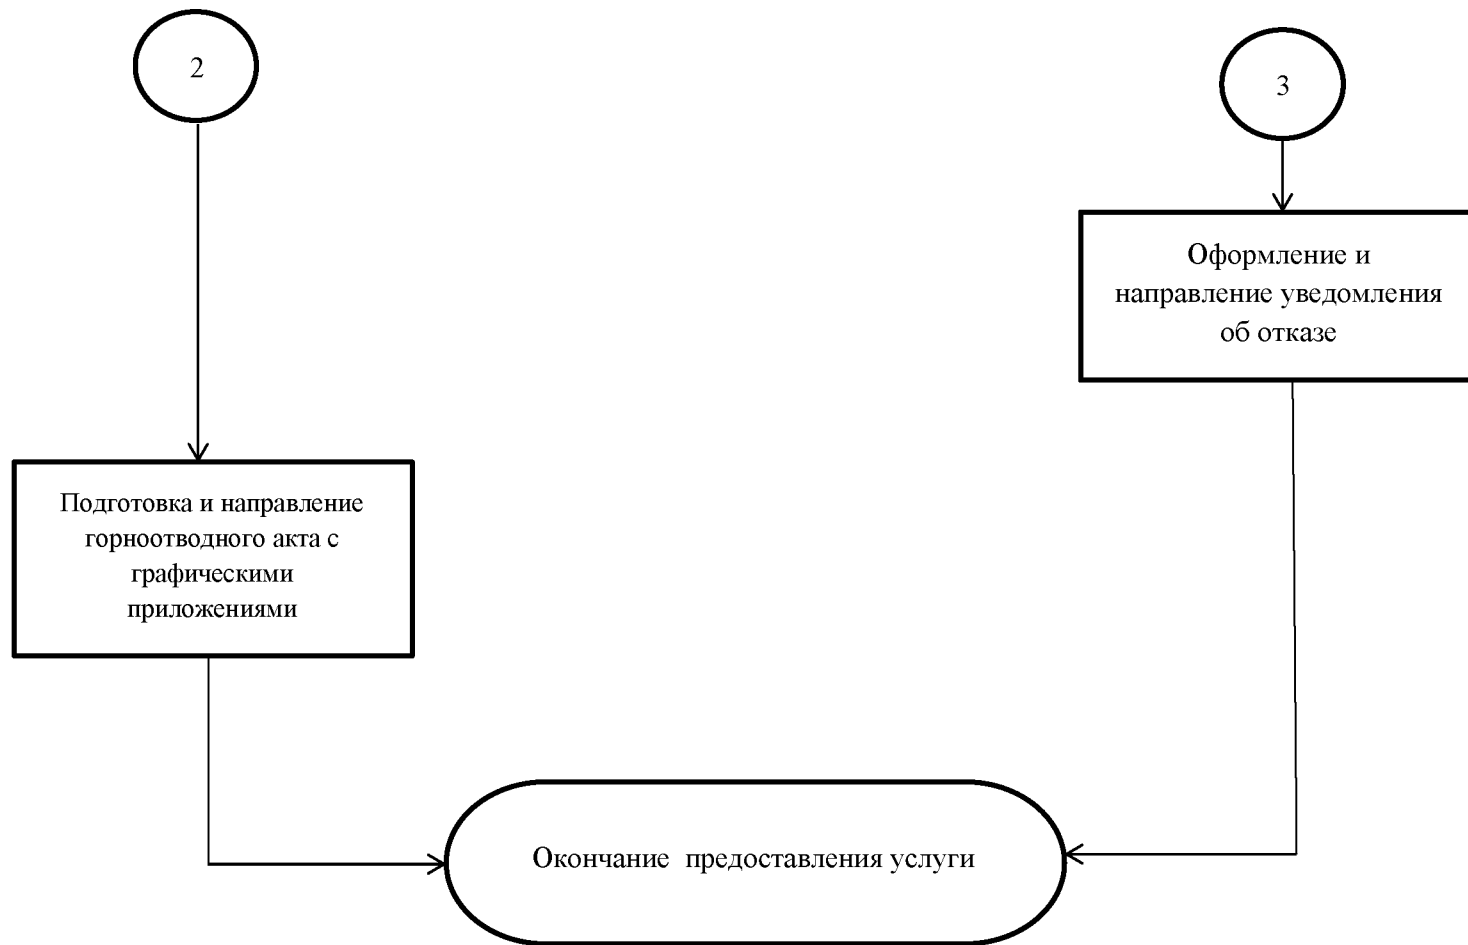 2
3
Оформление и
направление уведомления
об отказе
Подготовка и направление
горноотводного акта с
графическими
приложениями
Окончание предоставления услуги